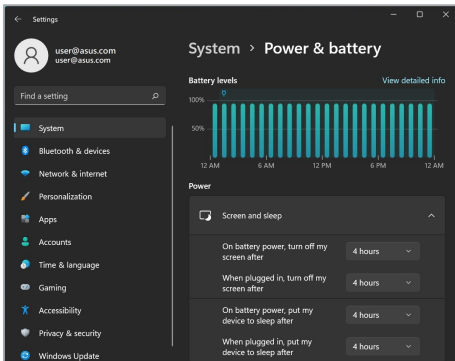 Settings
user@asus.com
user@asus.com
Find a setting
System
Bluetooth & devices
Network & internet
Personalization
Apps
Accounts
Time & language
Gaming
Accessibility
Privacy & security
Windows Update
System > Power & battery
Battery levels
View detailed info
100%
50%
12 AM 6 AM 12 PM 6 PM 12 AM
Power
Screen and sleep
On battery power, turn off my
screen after
4 hours
When plugged in, turn off my
screen after
4 hours
On battery power, put my
device to sleep after
4 hours
When plugged in, put my
device to sleep after
4 hours